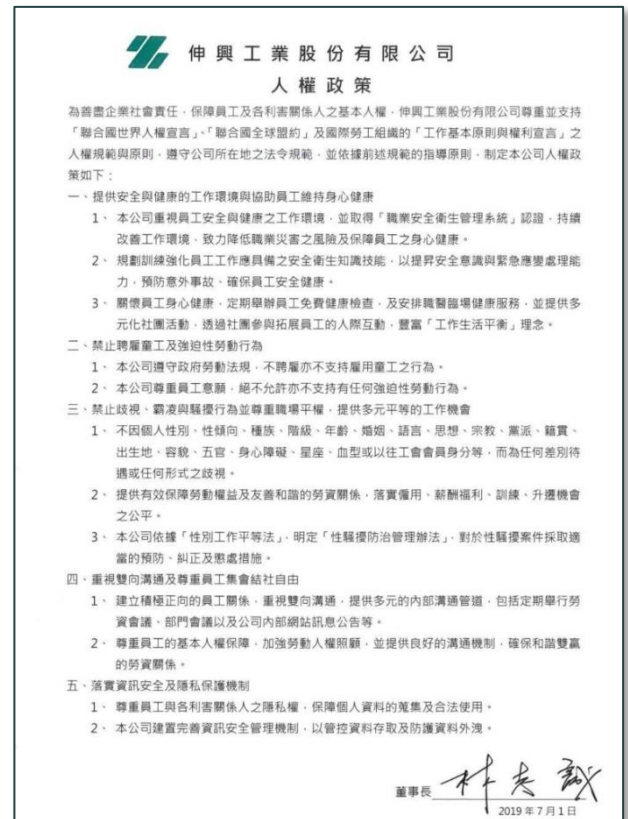 伸興工業股份有限公司
人權政策
為善盡企業社會責任，保障員工及各利害關係人之基本人權，伸興工業股份有限公司尊重並支持
「聯合國世界人權宣言」、「聯合國全球盟約」及國際勞工組織的「工作基本原則與權利宣言」之
人權規範與原則，遵守公司所在地之法令規範，並依據前述規範的指導原則，制定本公司人權政
策如下：
一、提供安全與健康的工作環境與協助員工維持身心健康
1、本公司重視員工安全與健康之工作環境，並取得「職業安全衛生管理系統」認證，持續
改善工作環境，致力降低職業災害之風險及保障員工之身心健康。
2、規劃訓練強化員工工作應具備之安全衛生知識技能，以提昇安全意識與緊急應變處理能
力，預防意外事故、確保員工安全健康。
3、關懷員工身心健康，定期舉辦員工免費健康檢查，及安排職醫臨場健康服務，並提供多
元化社團活動，透過社團參與拓展員工的人際互動，豐富「工作生活平衡」理念。
二、禁止聘雇童工及強迫性勞動行為
1、本公司遵守政府勞動法規，不聘雇亦不支持雇用童工之行為。
2、本公司尊重員工意願，絕不允許亦不支持有任何強迫性勞動行為。
三、禁止歧視、霸凌與騷擾行為並尊重職場平權，提供多元平等的工作機會
1、不因個人性別、性傾向、種族、階級、年齡、婚姻、語言、思想、宗教、黨派、籍貫、
出生地、容貌、五官、身心障礙、星座、血型或以往工會會員身分等，而為任何差別待
遇或任何形式之歧視。
2、提供有效保障勞動權益及友善和諧的勞資關係，落實僱用、薪酬福利、訓練、升遷機會
之公平。
3、本公司依據「性別工作平等法」，明定「性騷擾防治管理辦法」，對於性騷擾案件採取適
當的預防、糾正及懲處措施。
四、重視雙向溝通及尊重員工集會結社自由
1、建立積極正向的員工關係，重視雙向溝通，提供多元的內部溝通管道，包括定期舉行勞
資會議、部門會議以及公司內部網站訊息公告等。
2、尊重員工的基本人權保障，加強勞動人權照顧，並提供良好的溝通機制，確保和諧雙贏
的勞資關係。
五、落實資訊安全及隱私保護機制
1、尊重員工與各利害關係人之隱私權，保障個人資料的蒐集及合法使用。
2、本公司建置完善資訊安全管理機制，以管控資料存取及防護資料外洩。
董事長 林志誠
2019年7月1日